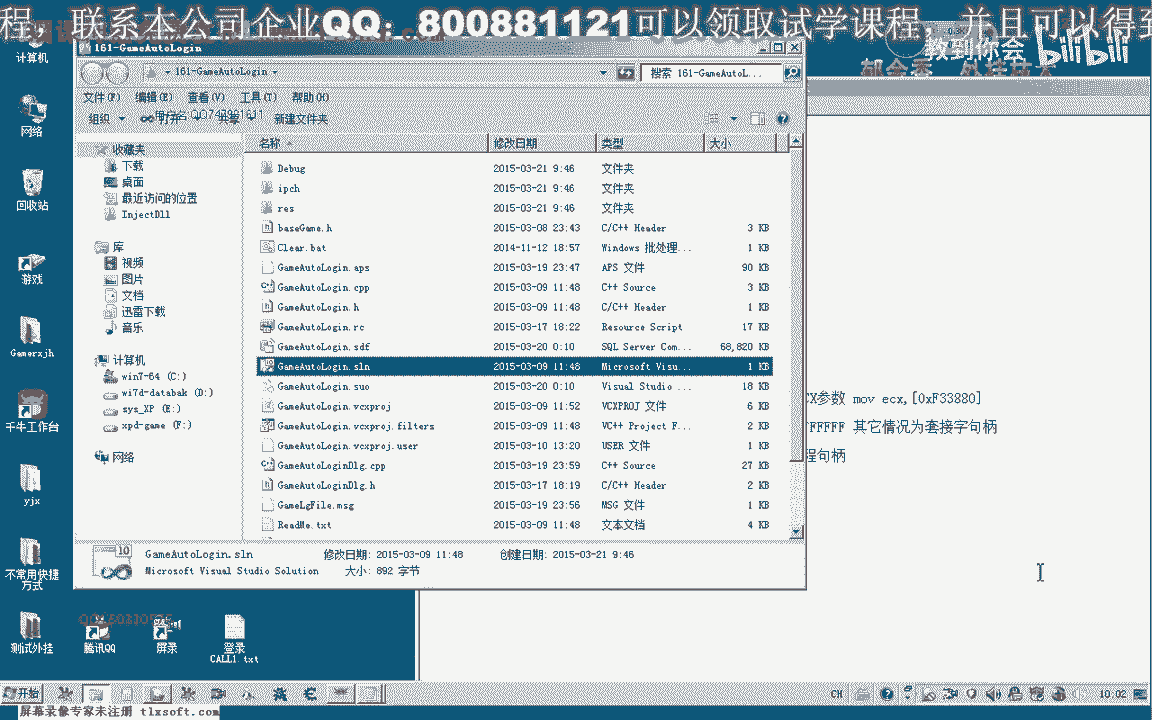 程，联系本公司企业QQ：800881121可以领取试学课程，并且可以得到
教到你会 bilibili
计算机
网络
回收站
游戏
Gamerxjh
千牛工作台
yjx
不常用快捷方式
测试外挂
腾讯QQ
屏录
登录CALL1.txt
161-GameAutoLogin
161-GameAutoLogin
搜索 161-GameAutoL...
文件(F) 编辑(E) 查看(V) 工具(T) 帮助(H)
组织 打开 共享 新建文件夹
收藏夹
下载
桌面
最近访问的位置
InjectDll
库
视频
图片
文档
迅雷下载
音乐
计算机
win7-64 (C:)
wi7d-databak (D:)
sys_XP (E:)
xpd-game (F:)
网络
名称 修改日期 类型 大小
Debug 2015-03-21 9:46 文件夹
ipch 2015-03-21 9:46 文件夹
res 2015-03-21 9:46 文件夹
baseGame.h 2015-03-08 23:43 C/C++ Header 3 KB
Clear.bat 2014-11-12 18:57 Windows 批处理... 1 KB
GameAutoLogin.aps 2015-03-19 23:47 APS 文件 90 KB
GameAutoLogin.cpp 2015-03-09 11:48 C++ Source 3 KB
GameAutoLogin.h 2015-03-09 11:48 C/C++ Header 1 KB
GameAutoLogin.rc 2015-03-17 18:22 Resource Script 17 KB
GameAutoLogin.sdf 2015-03-20 0:10 SQL Server Com... 68,820 KB
GameAutoLogin.sln 2015-03-09 11:48 Microsoft Visu... 1 KB
GameAutoLogin.suo 2015-03-20 0:10 Visual Studio ... 18 KB
GameAutoLogin.vcxproj 2015-03-09 11:52 VCXPROJ 文件 6 KB
GameAutoLogin.vcxproj.filters 2015-03-09 11:48 VC++ Project F... 2 KB
GameAutoLogin.vcxproj.user 2015-03-10 13:20 USER 文件 1 KB
GameAutoLoginDlg.cpp 2015-03-19 23:59 C++ Source 27 KB
GameAutoLoginDlg.h 2015-03-17 18:19 C/C++ Header 2 KB
GameLgFile.msg 2015-03-19 23:56 MSG 文件 1 KB
ReadMe.txt 2015-03-09 11:48 文本文档 4 KB
GameAutoLogin.sln 修改日期: 2015-03-09 11:48 创建日期: 2015-03-21 9:46
Microsoft Visual Studio Solution 大小: 892 字节
CX参数 mov ecx,[0xF33880]
FFFFFF 其它情况为套接字句柄
程句柄
开始
CH
10:02
屏幕录像专家未注册 tlxsoft.com